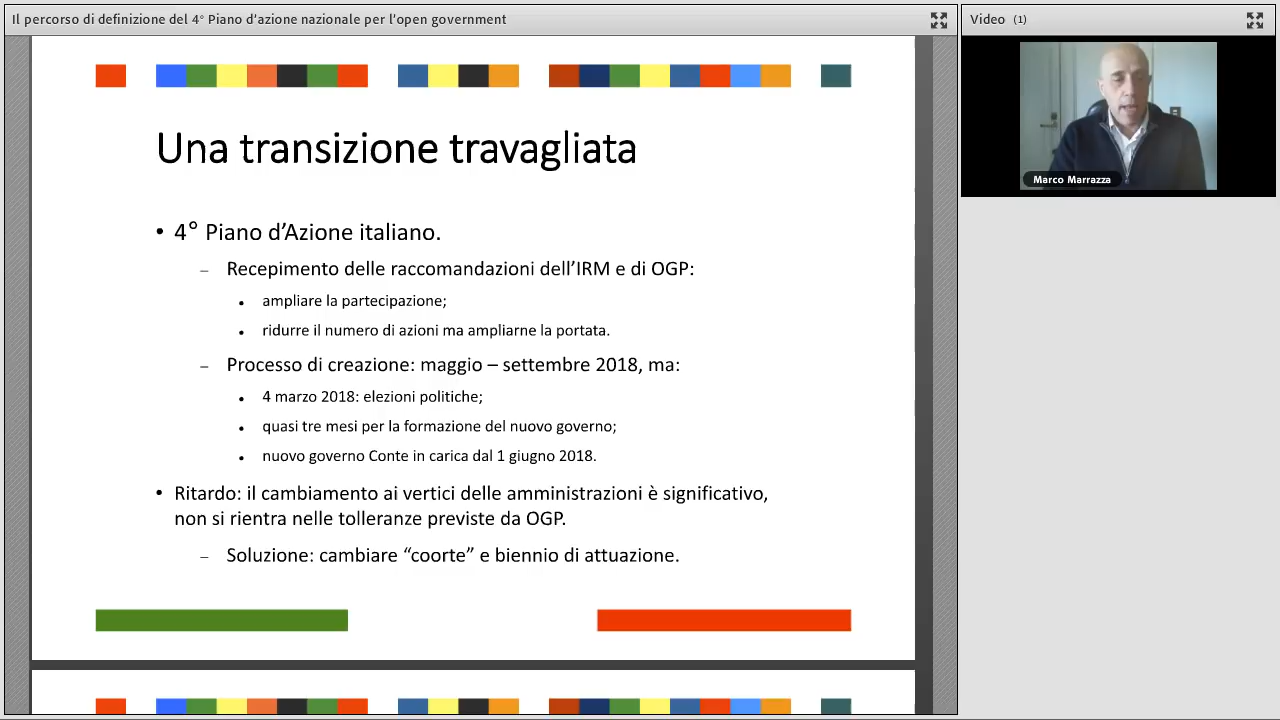 Il percorso di definizione del 4° Piano d'azione nazionale per l'open government
Video (1)
Marco Marrazza
Una transizione travagliata
• 4° Piano d’Azione italiano.
– Recepimento delle raccomandazioni dell’IRM e di OGP:
• ampliare la partecipazione;
• ridurre il numero di azioni ma ampliarne la portata.
– Processo di creazione: maggio – settembre 2018, ma:
• 4 marzo 2018: elezioni politiche;
• quasi tre mesi per la formazione del nuovo governo;
• nuovo governo Conte in carica dal 1 giugno 2018.
• Ritardo: il cambiamento ai vertici delle amministrazioni è significativo,
non si rientra nelle tolleranze previste da OGP.
– Soluzione: cambiare “coorte” e biennio di attuazione.